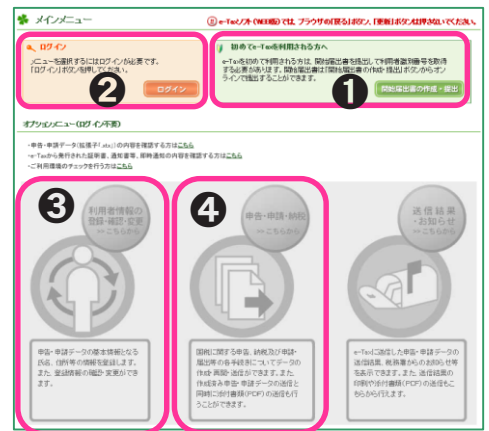 メインメニュー
e-Taxソフト(WEB版)では、ブラウザの「戻る」ボタン、「更新」ボタンは押さないでください。
ログイン
メニューを選択するにはログインが必要です。
「ログイン」ボタンを押してください。
2
ログイン
初めてe-Taxを利用される方へ
e-Taxを初めて利用される方は、開始届出書を提出して利用者識別番号を取得
する必要があります。開始届出書は「開始届出書の作成・提出」ボタンからオン
ラインで提出することができます。
1
開始届出書の作成・提出
オプションメニュー(ログイン不要)
・申告・申請データ(拡張子「.xtx」)の内容を確認する方はこちら
・e-Taxから発行された証明書、通知書等、即時通知の内容を確認する方はこちら
・ご利用環境のチェックを行う方はこちら
3
利用者情報の
登録・確認・変更
>> こちらから
申告・申請データの基本情報となる
氏名、住所等の情報を登録します。
また、登録情報の確認・変更ができ
ます。
4
申告・申請・納税
>> こちらから
国税に関する申告、納税及び申請・
届出等の各手続きについてデータの
作成・再開・送信ができます。また、
作成済み申告・申請データの送信と
同時に添付書類(PDF)の送信も行
うことができます。
送信結果
・お知らせ
>> こちらから
e-Taxに送信した申告・申請データの
送信結果、税務署からのお知らせ等
を表示できます。また、送信結果の
印刷や添付書類(PDF)の送信もこ
ちらから行えます。